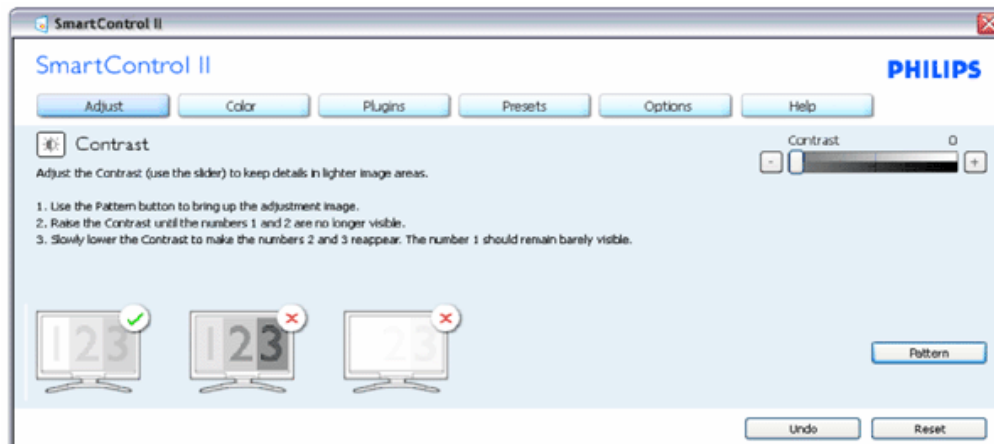 SmartControl II
SmartControl II
PHILIPS
Adjust Color Plugins Presets Options Help
Contrast
Contrast 0
- +
Adjust the Contrast (use the slider) to keep details in lighter image areas.
1. Use the Pattern button to bring up the adjustment image.
2. Raise the Contrast until the numbers 1 and 2 are no longer visible.
3. Slowly lower the Contrast to make the numbers 2 and 3 reappear. The number 1 should remain barely visible.
123 123 23
Pattern
Undo Reset